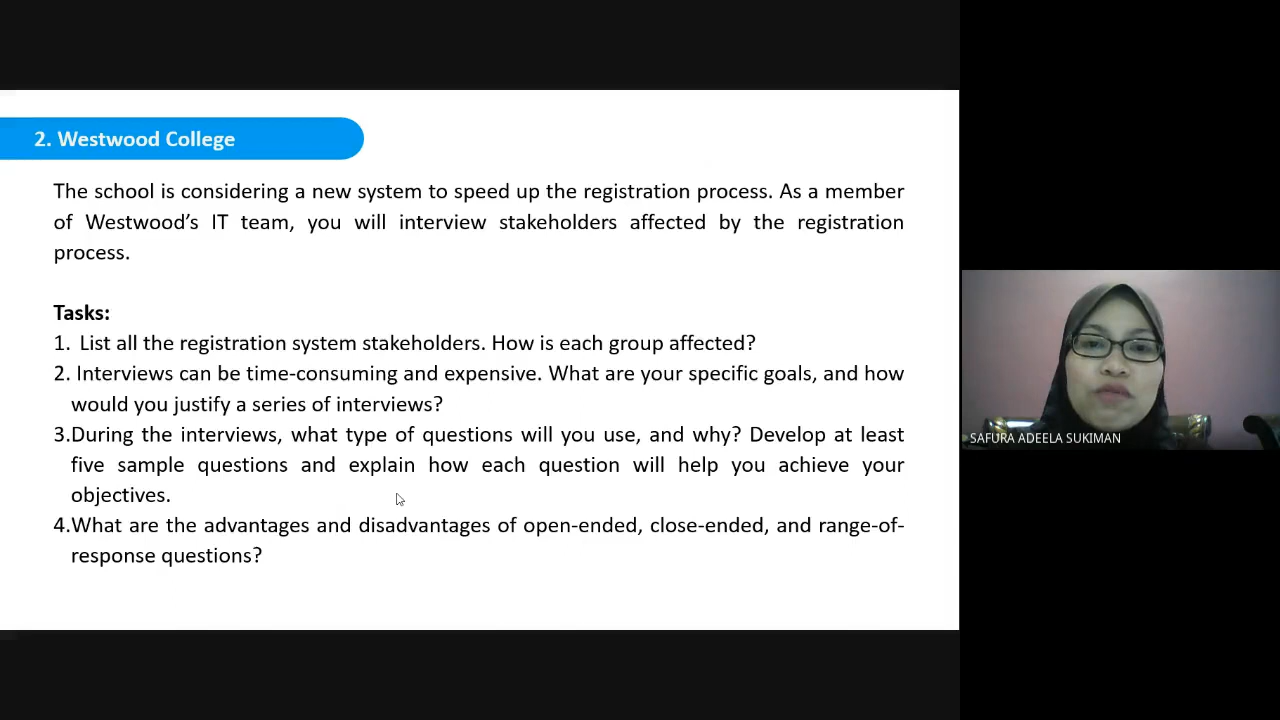 2. Westwood College
The school is considering a new system to speed up the registration process. As a member
of Westwood's IT team, you will interview stakeholders affected by the registration
process.
Tasks:
1. List all the registration system stakeholders. How is each group affected?
2. Interviews can be time-consuming and expensive. What are your specific goals, and how
would you justify a series of interviews?
3.During the interviews, what type of questions will you use, and why? Develop at least
five sample questions and explain how each question will help you achieve your
objectives.
4.What are the advantages and disadvantages of open-ended, close-ended, and range-of-
response questions?
SAFURA ADEELA SUKIMAN